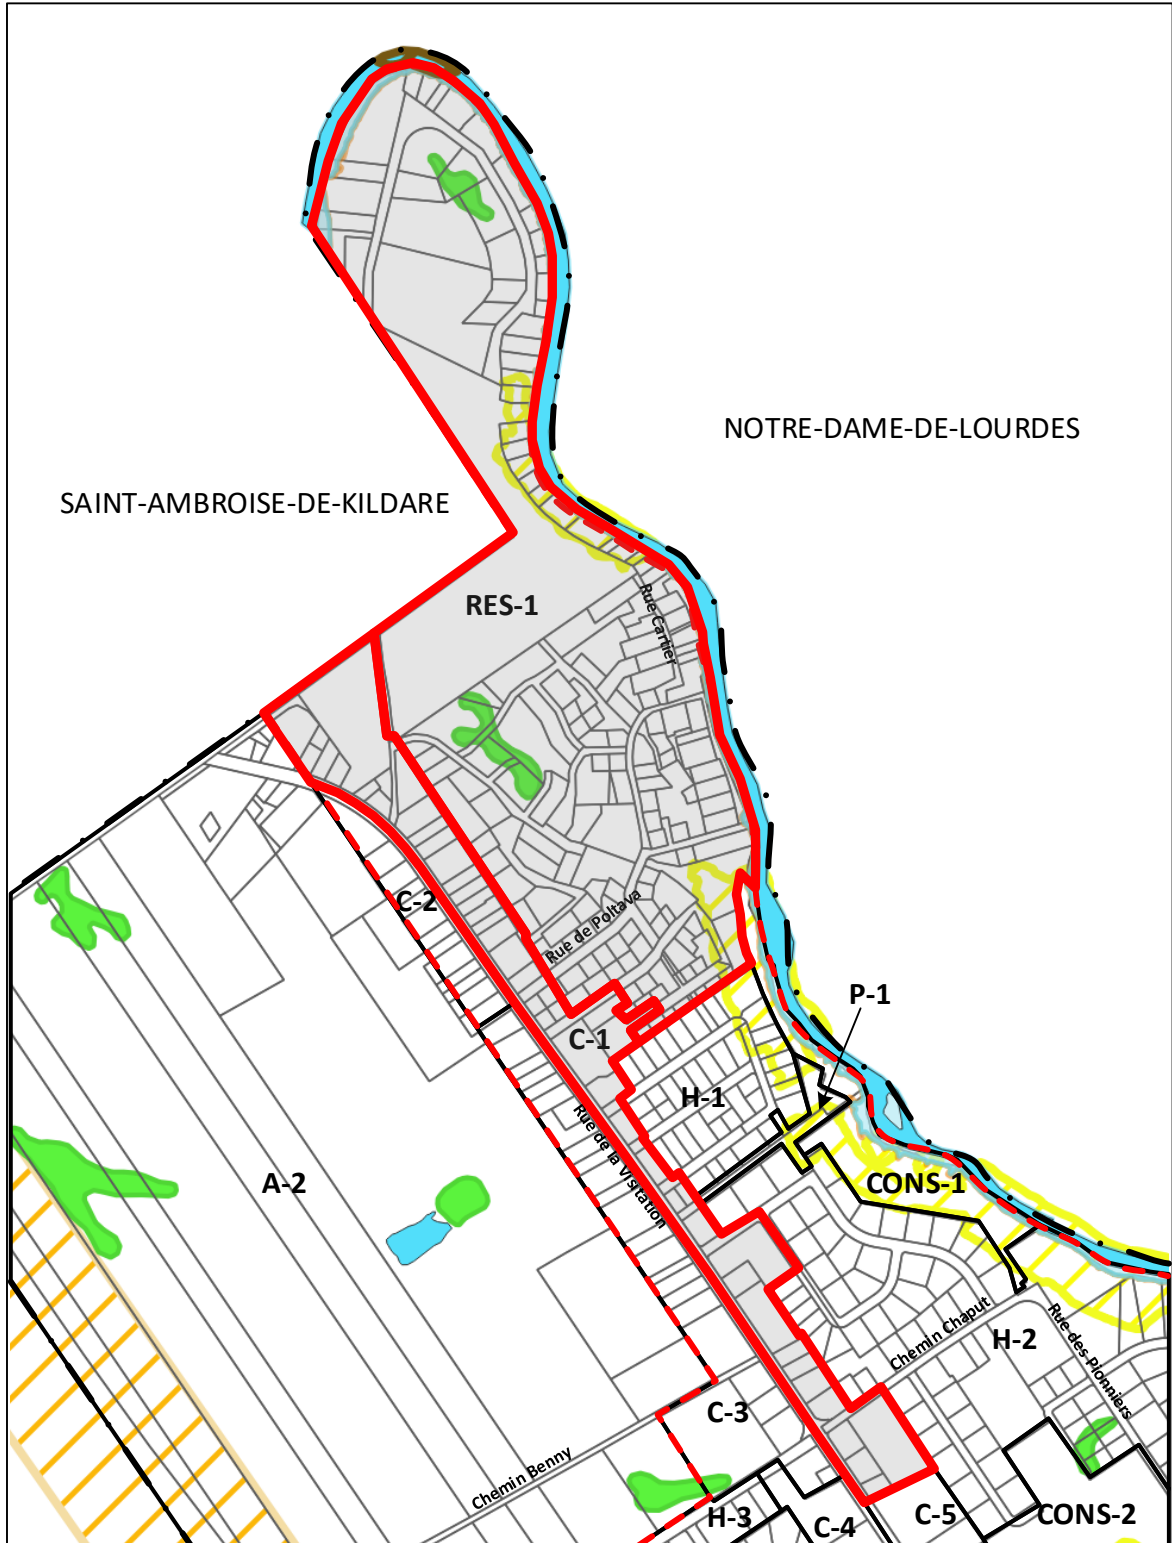 NOTRE-DAME-DE-LOURDES
SAINT-AMBROISE-DE-KILDARE
RES-1
Rue Cartier
C-2
Rue de Poltava
P-1
C-1
H-1
Rue de la Visitation
A-2
CONS-1
Chemin Chaput
Rue des Pionniers
H-2
C-3
Chemin Benny
H-3
C-4
C-5
CONS-2